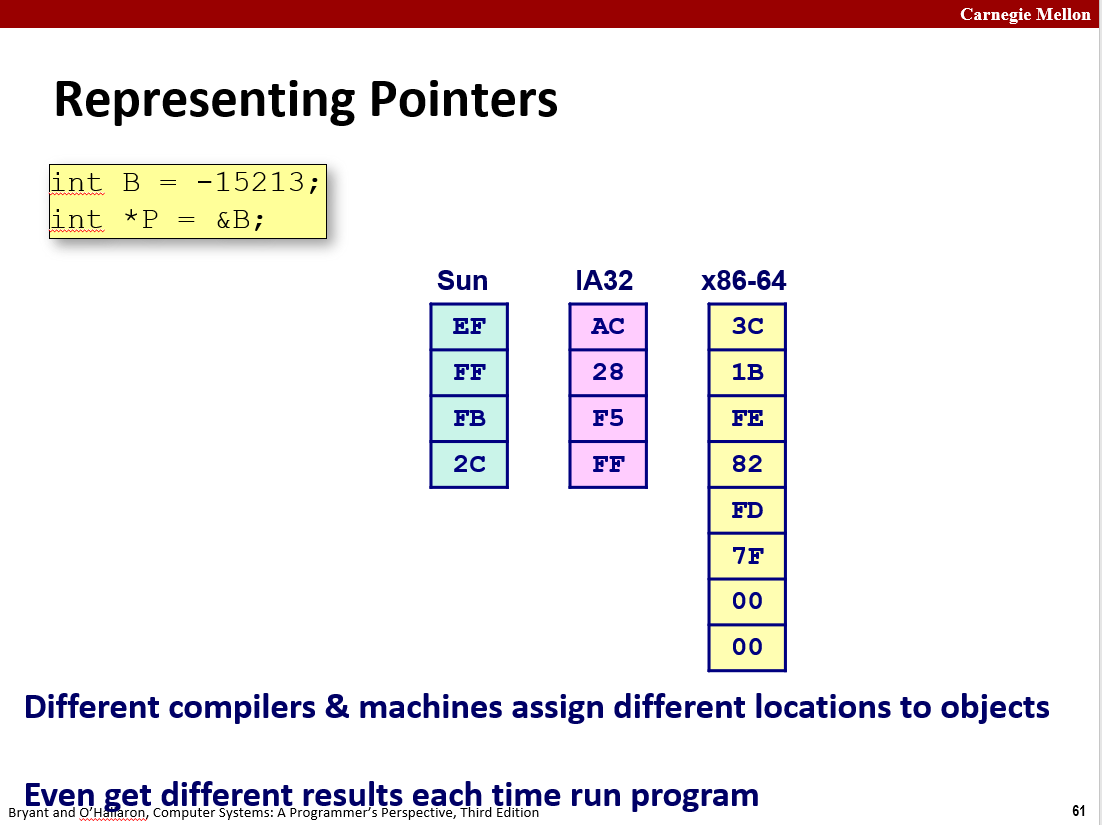 Carnegie Mellon
Representing Pointers
int B = -15213;
int *P = &B;
Sun IA32 x86-64
EF AC 3C
FF 28 1B
FB F5 FE
2C FF 82
FD
7F
00
00
Different compilers & machines assign different locations to objects
Even get different results each time run program
Bryant and O’Hallaron, Computer Systems: A Programmer’s Perspective, Third Edition
61